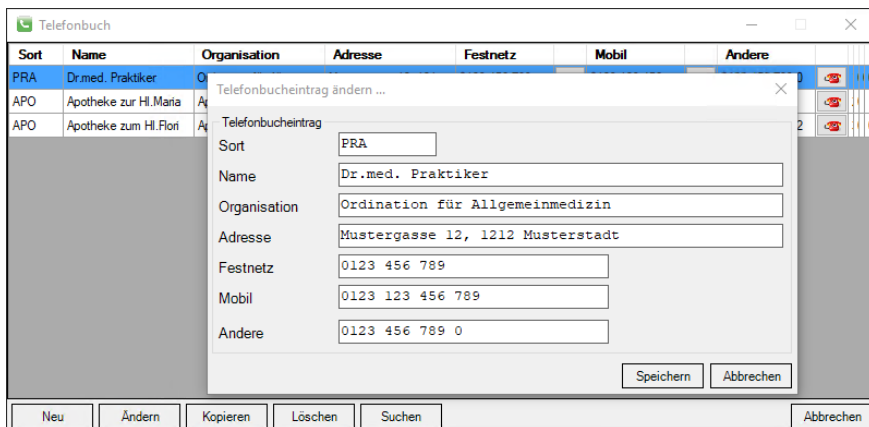 Telefonbuch
Sort Name Organisation Adresse Festnetz Mobil Andere
PRA Dr.med. Praktiker
APO Apotheke zur Hl.Maria
APO Apotheke zum Hl.Flori
Telefonbucheintrag ändern ...
Telefonbucheintrag
Sort PRA
Name Dr.med. Praktiker
Organisation Ordination für Allgemeinmedizin
Adresse Mustergasse 12, 1212 Musterstadt
Festnetz 0123 456 789
Mobil 0123 123 456 789
Andere 0123 456 789 0
Speichern Abbrechen
Neu Ändern Kopieren Löschen Suchen Abbrechen